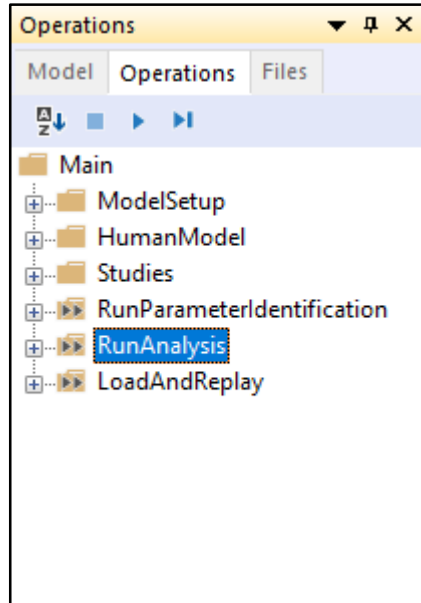 Operations
Model Operations Files
A
Z
Main
ModelSetup
HumanModel
Studies
RunParameterIdentification
RunAnalysis
LoadAndReplay